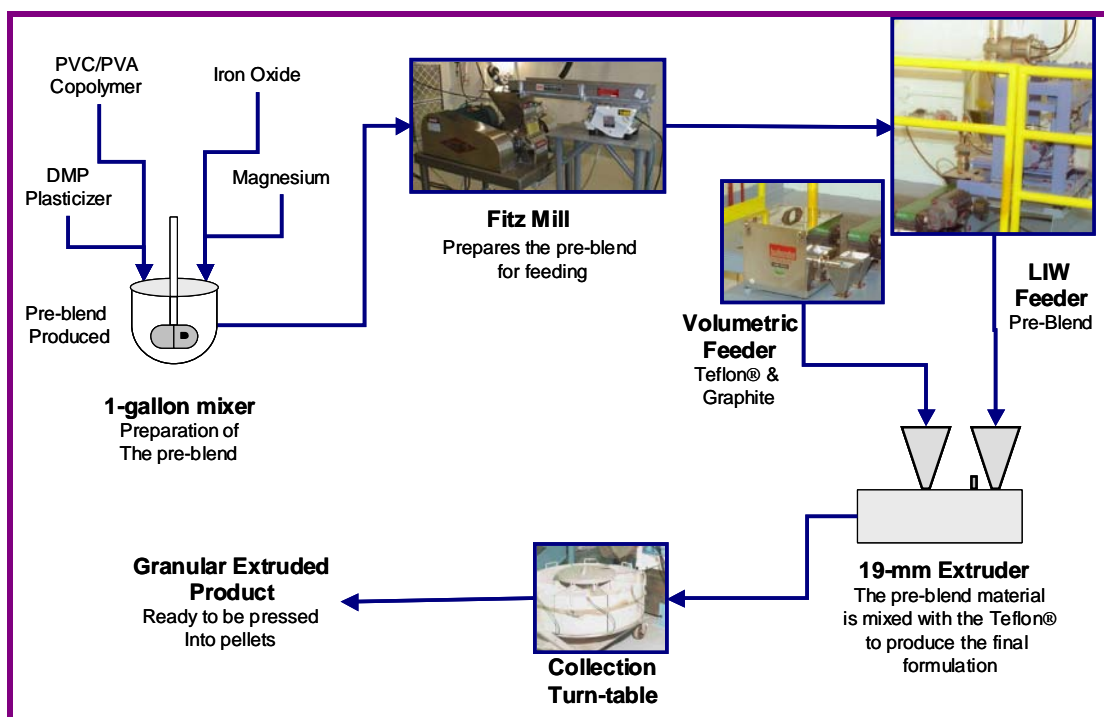 PVC/PVA
Copolymer
Iron Oxide
DMP
Plasticizer
Magnesium
Pre-blend
Produced
1-gallon mixer
Preparation of
The pre-blend
Fitz Mill
Prepares the pre-blend
for feeding
LIW
Feeder
Pre-Blend
Volumetric
Feeder
Teflon® &
Graphite
19-mm Extruder
The pre-blend material
is mixed with the Teflon®
to produce the final
formulation
Collection
Turn-table
Granular Extruded
Product
Ready to be pressed
Into pellets